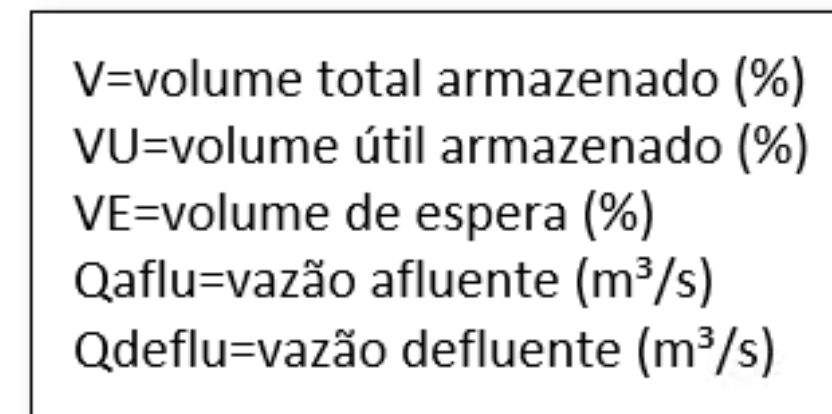 V=volume total armazenado (%)
VU=volume útil armazenado (%)
VE=volume de espera (%)
Qaflu=vazão afluente (m³/s)
Qdeflu=vazão defluente (m³/s)